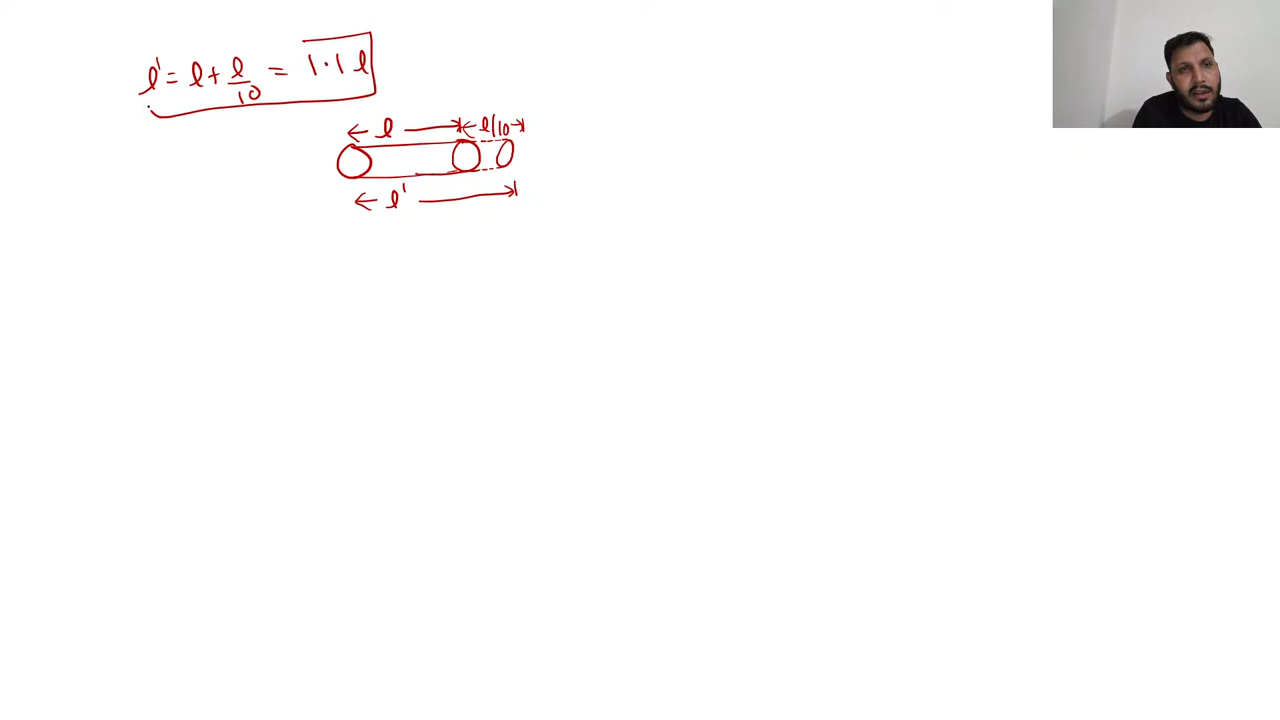 l' = l + l/10 = 1.1 l
l l/10
l'